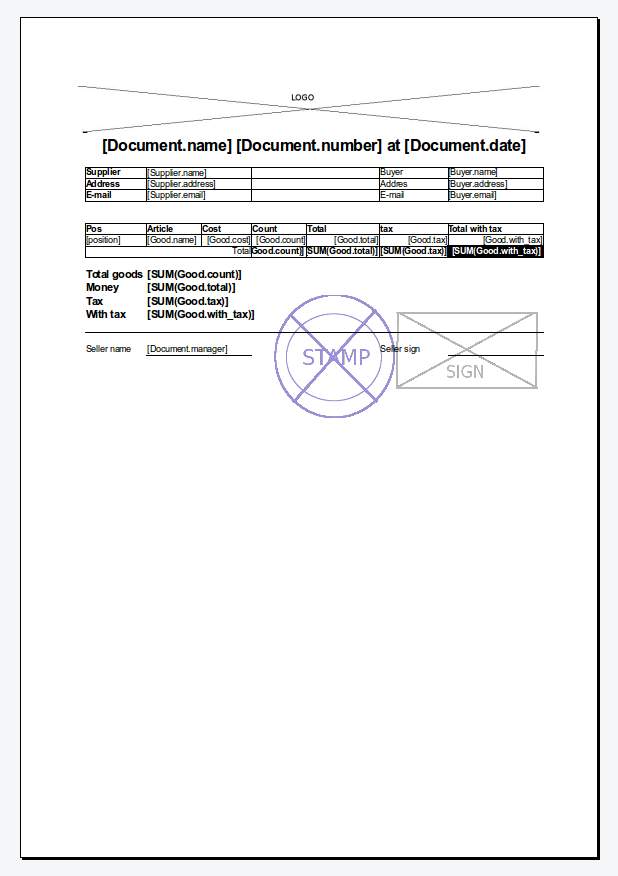 LOGO
[Document.name] [Document.number] at [Document.date]
Supplier [Supplier.name] Buyer [Buyer.name]
Address [Supplier.address] Addres [Buyer.address]
E-mail [Supplier.email] E-mail [Buyer.email]
Pos Article Cost Count Total tax Total with tax
[position] [Good.name] [Good.cost] [Good.count] [Good.total] [Good.tax] [Good.with_tax]
Total Good.count)] [SUM(Good.total)] [SUM(Good.tax)] [SUM(Good.with_tax)]
Total goods [SUM(Good.count)]
Money [SUM(Good.total)]
Tax [SUM(Good.tax)]
With tax [SUM(Good.with_tax)]
Seller name [Document.manager] Seller sign
STAMP
SIGN